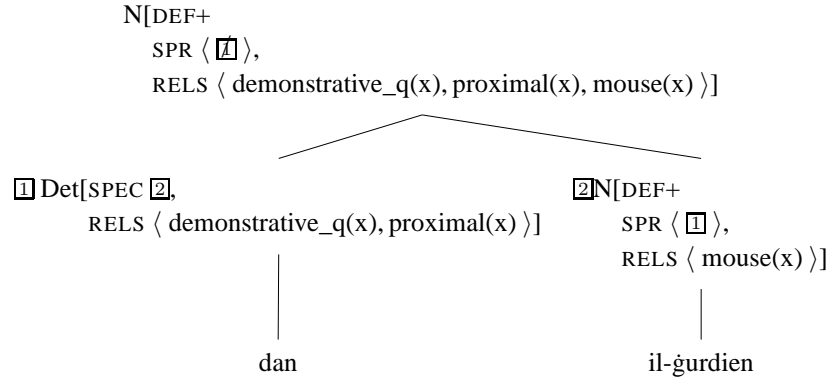 N[DEF+
SPR ⟨ 1̸ ⟩,
RELS ⟨ demonstrative_q(x), proximal(x), mouse(x) ⟩]
1 Det[SPEC 2,
RELS ⟨ demonstrative_q(x), proximal(x) ⟩]
2 N[DEF+
SPR ⟨ 1 ⟩,
RELS ⟨ mouse(x) ⟩]
dan
il-ġurdien